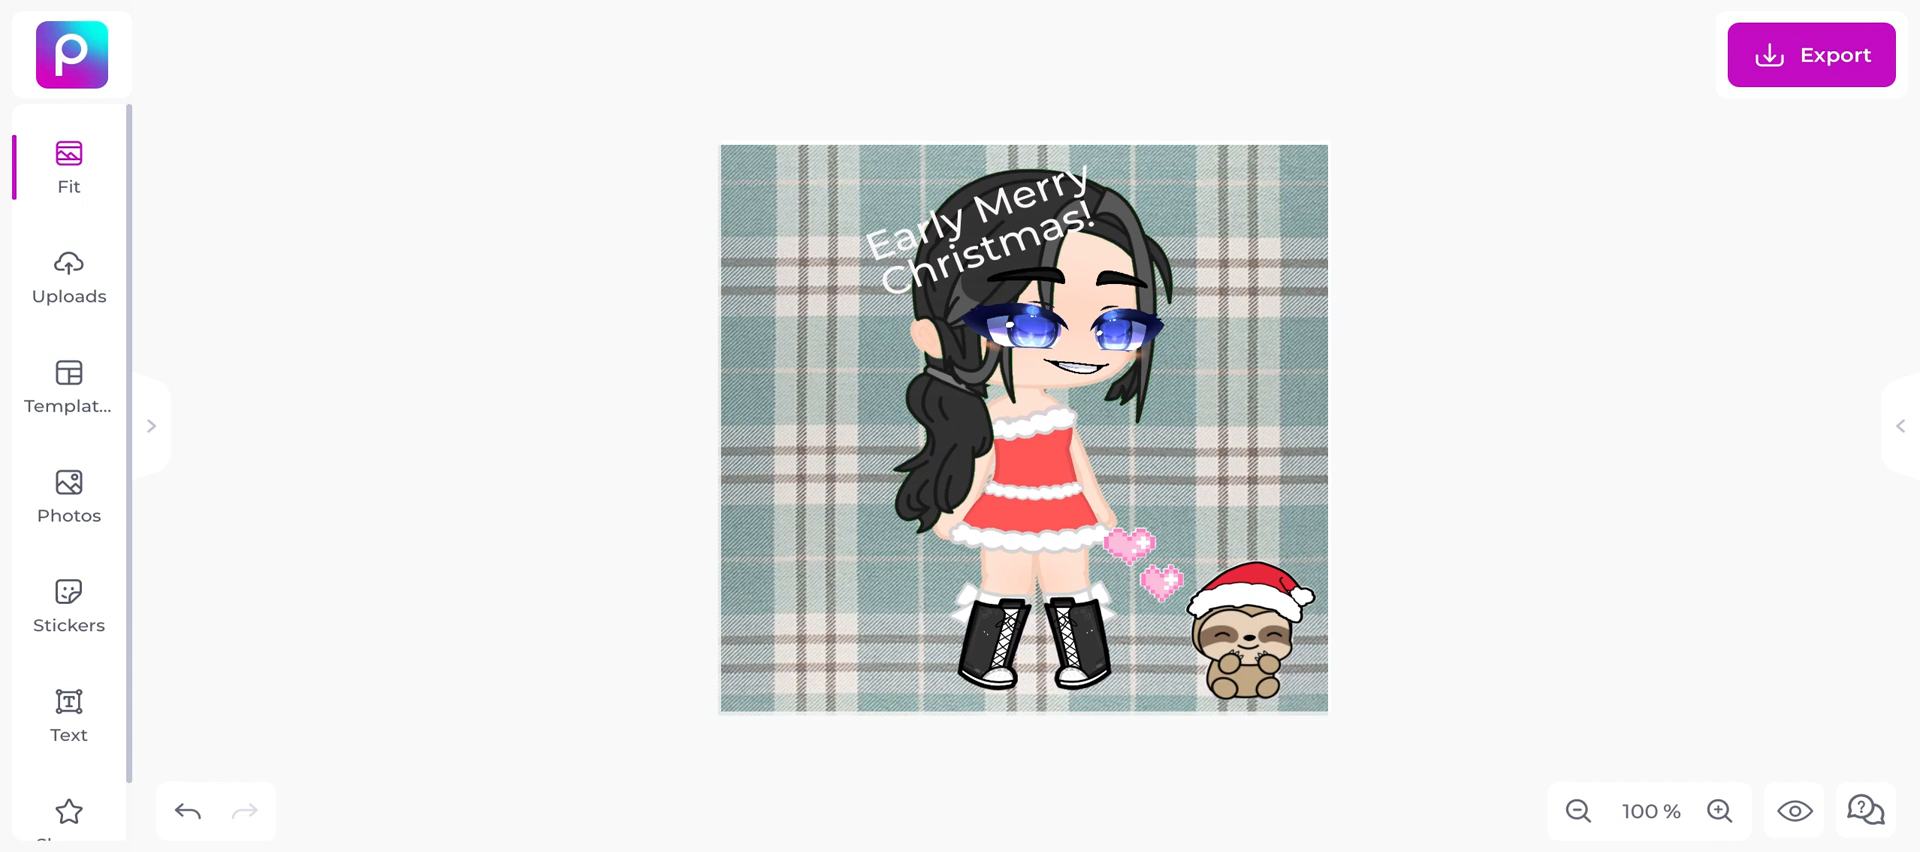 Export
Fit
Uploads
Templat...
Photos
Stickers
Text
Early Merry
Christmas!
100 %